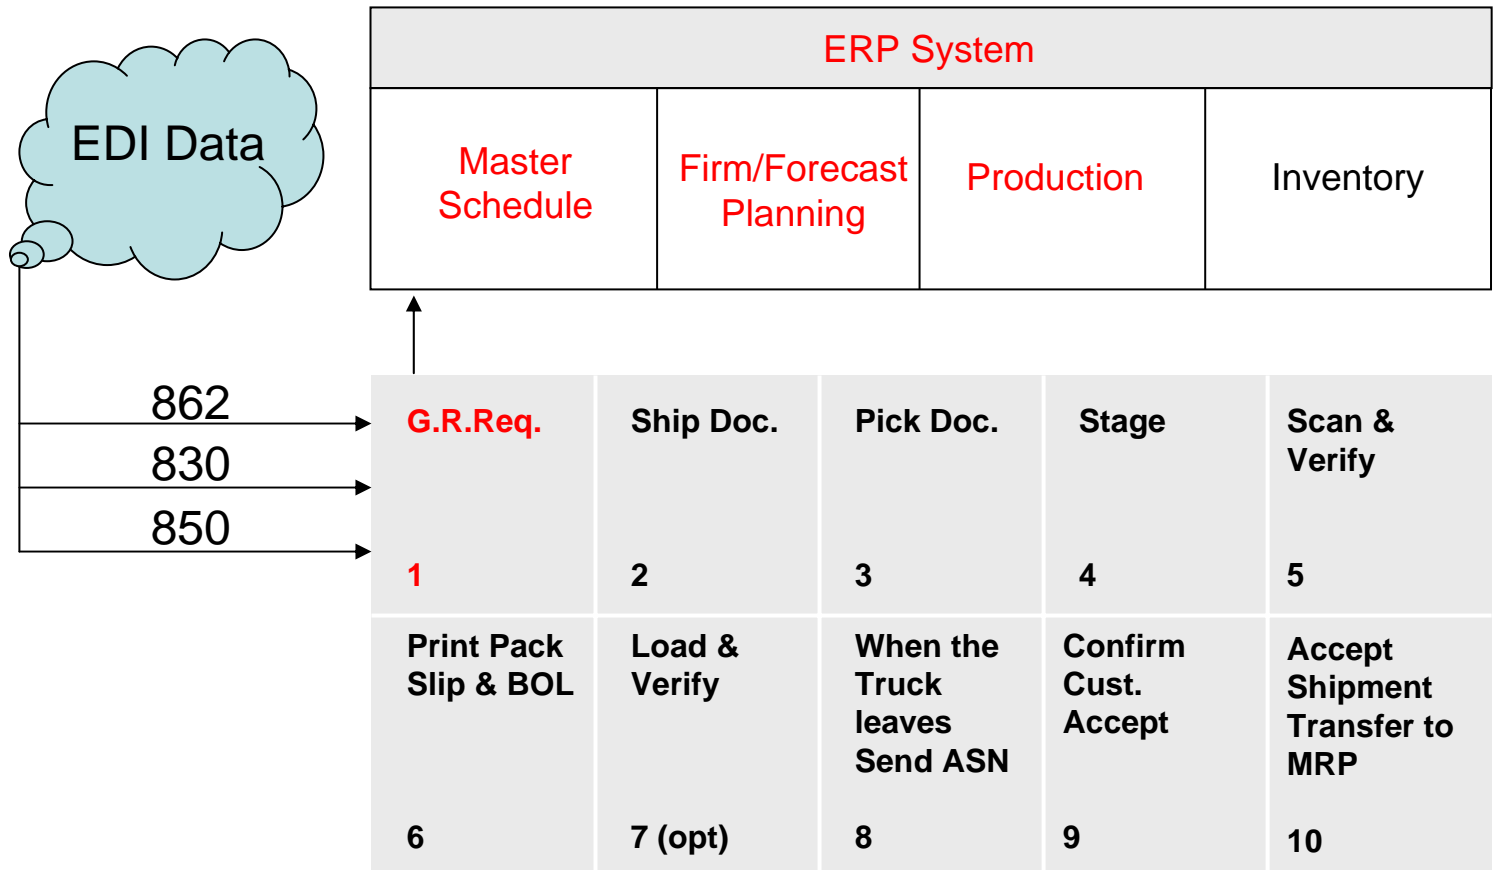 ERP System
EDI Data
Master
Schedule
Firm/Forecast
Planning
Production
Inventory
862
830
850
G.R.Req.
1
Ship Doc.
2
Pick Doc.
3
Stage
4
Scan &
Verify
5
Print Pack
Slip & BOL
6
Load &
Verify
7 (opt)
When the
Truck
leaves
Send ASN
8
Confirm
Cust.
Accept
9
Accept
Shipment
Transfer to
MRP
10